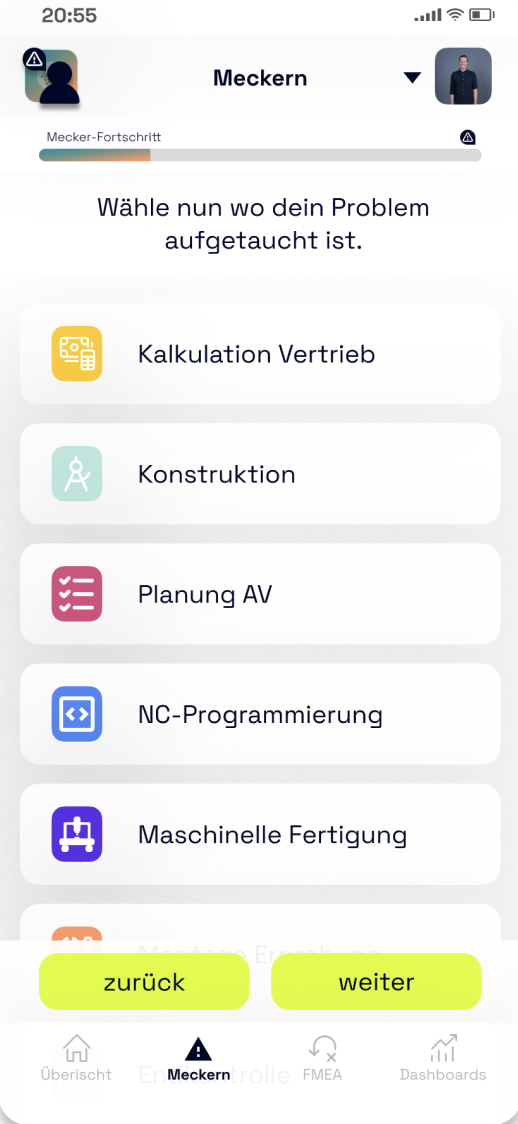 20:55
Meckern
Mecker-Fortschritt
Wähle nun wo dein Problem
aufgetaucht ist.
Kalkulation Vertrieb
Konstruktion
Planung AV
NC-Programmierung
Maschinelle Fertigung
Montage Erprobung
zurück
weiter
Endkontrolle
Überischt
Meckern
FMEA
Dashboards